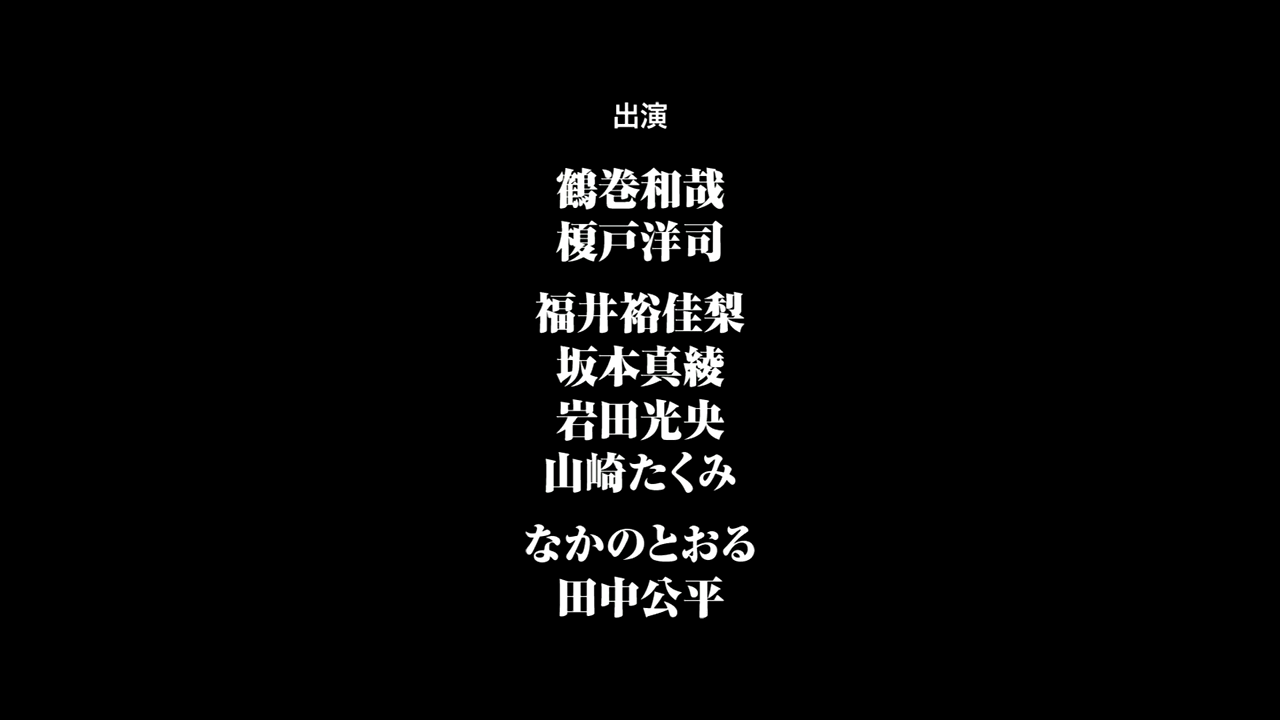 出演
鶴巻和哉
榎戸洋司
福井裕佳梨
坂本真綾
岩田光央
山崎たくみ
なかのとおる
田中公平